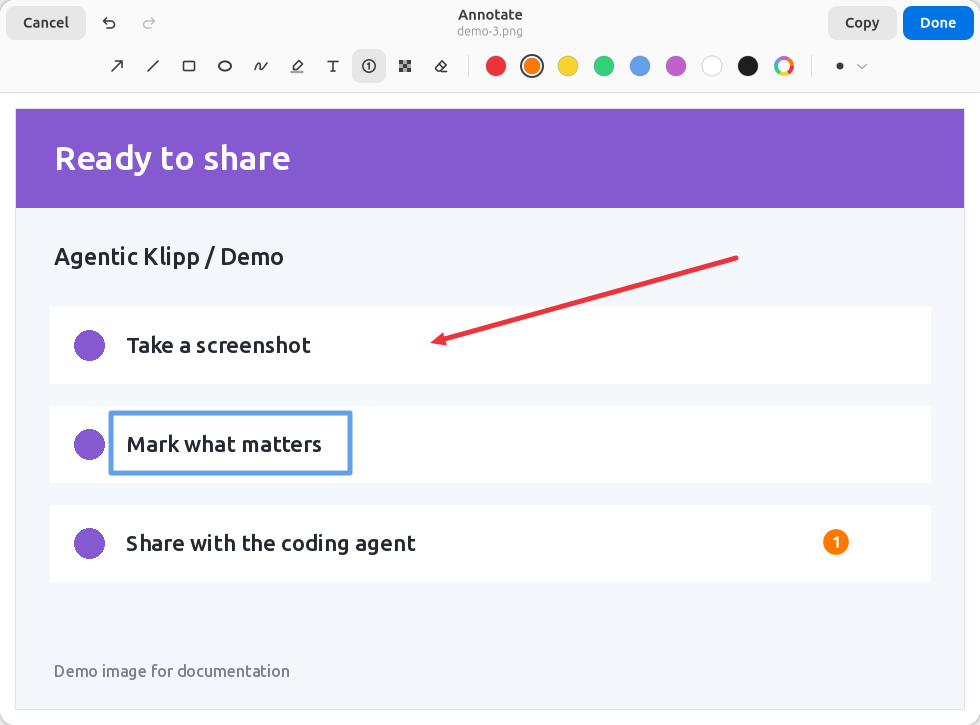 Cancel
Annotate
demo-3.png
Copy
Done
T
1
Ready to share
Agentic Klipp / Demo
Take a screenshot
Mark what matters
Share with the coding agent
1
Demo image for documentation